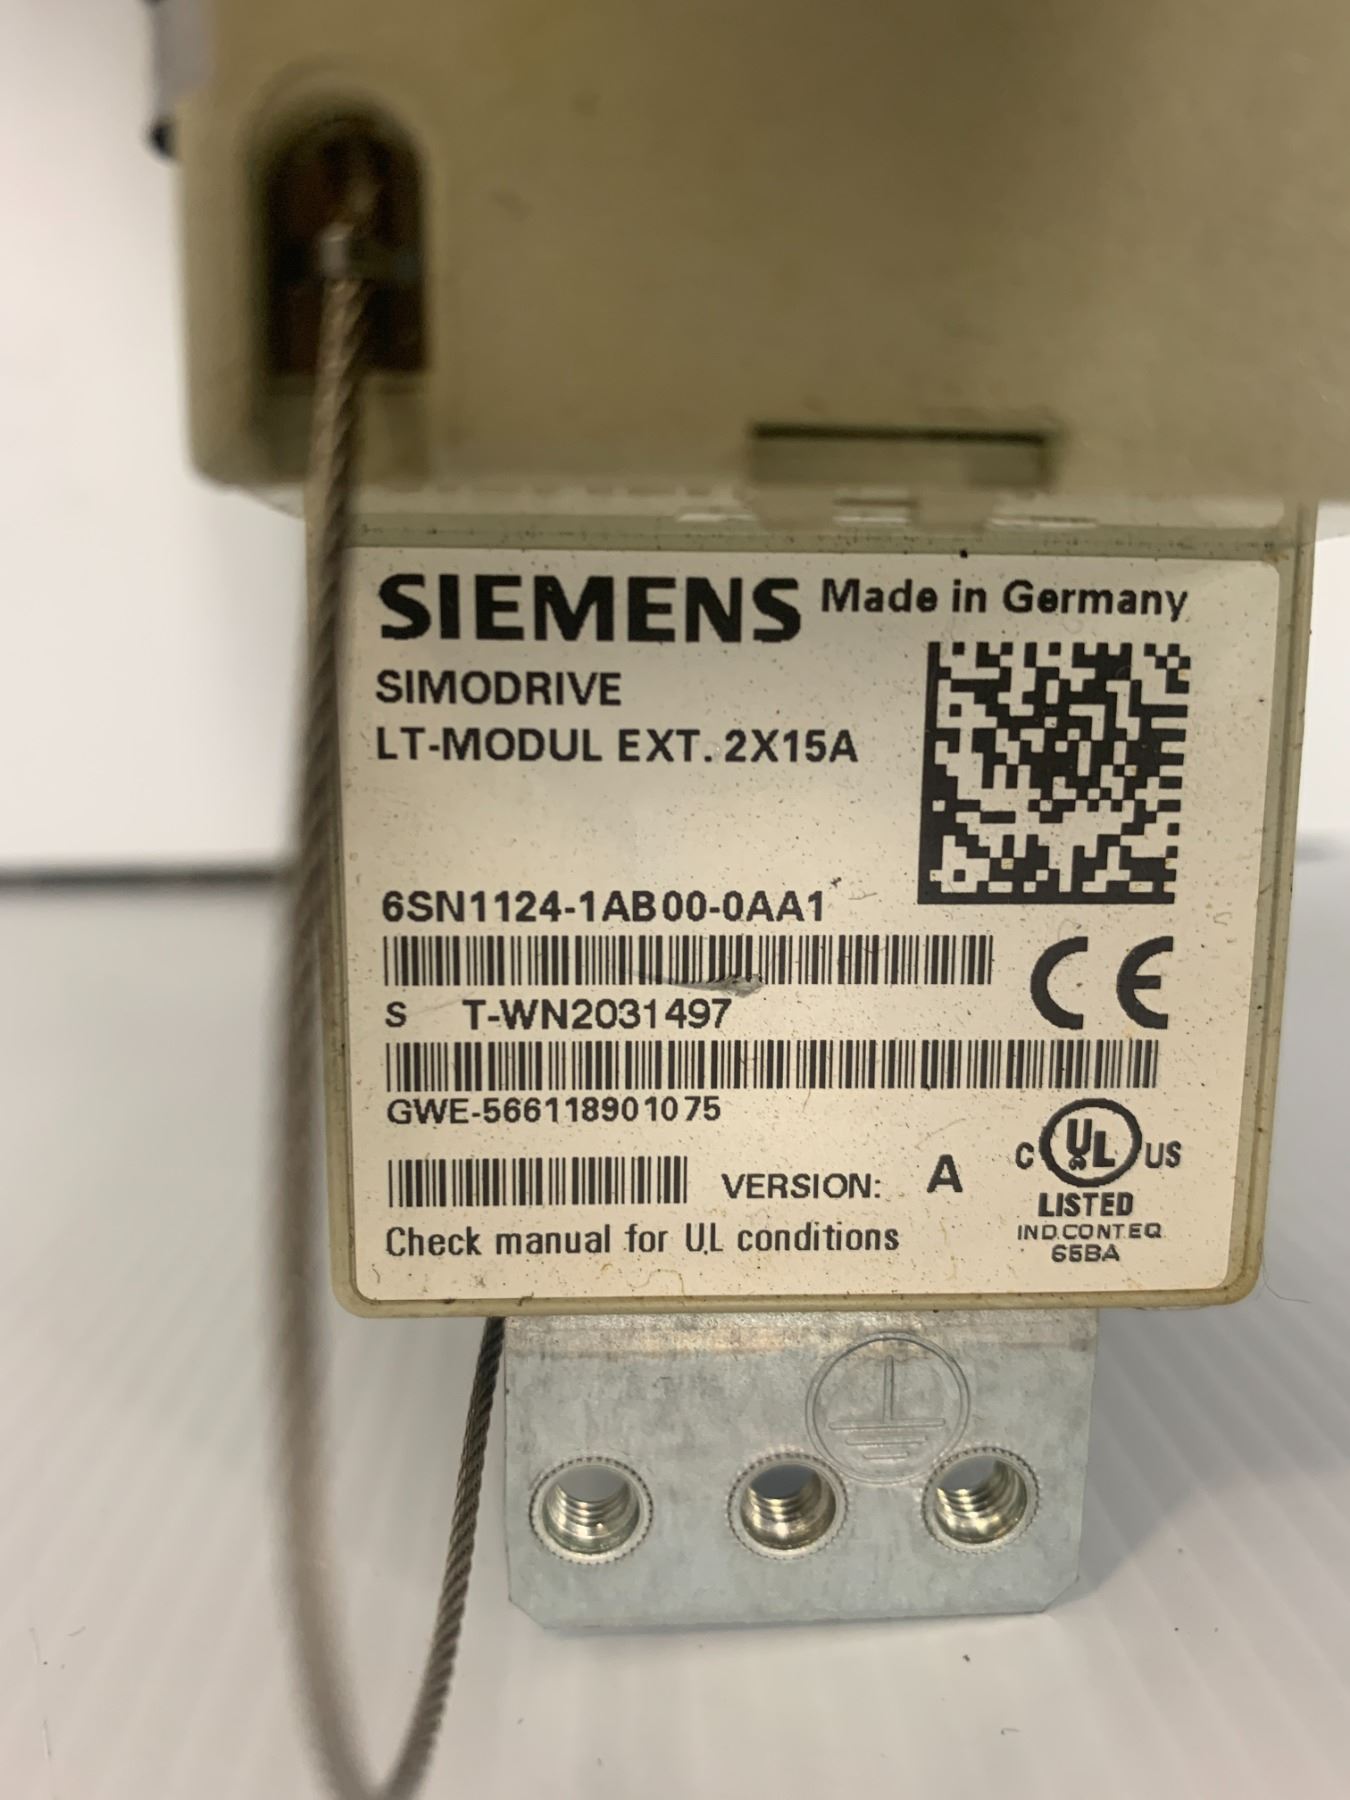 SIEMENS Made in Germany
SIMODRIVE
LT-MODUL EXT. 2X15A
6SN1124-1AB00-0AA1
CE
S T-WN2031497
GWE-566118901075
VERSION: A
C UL US
LISTED
IND.CONT.EQ
65BA
Check manual for UL conditions